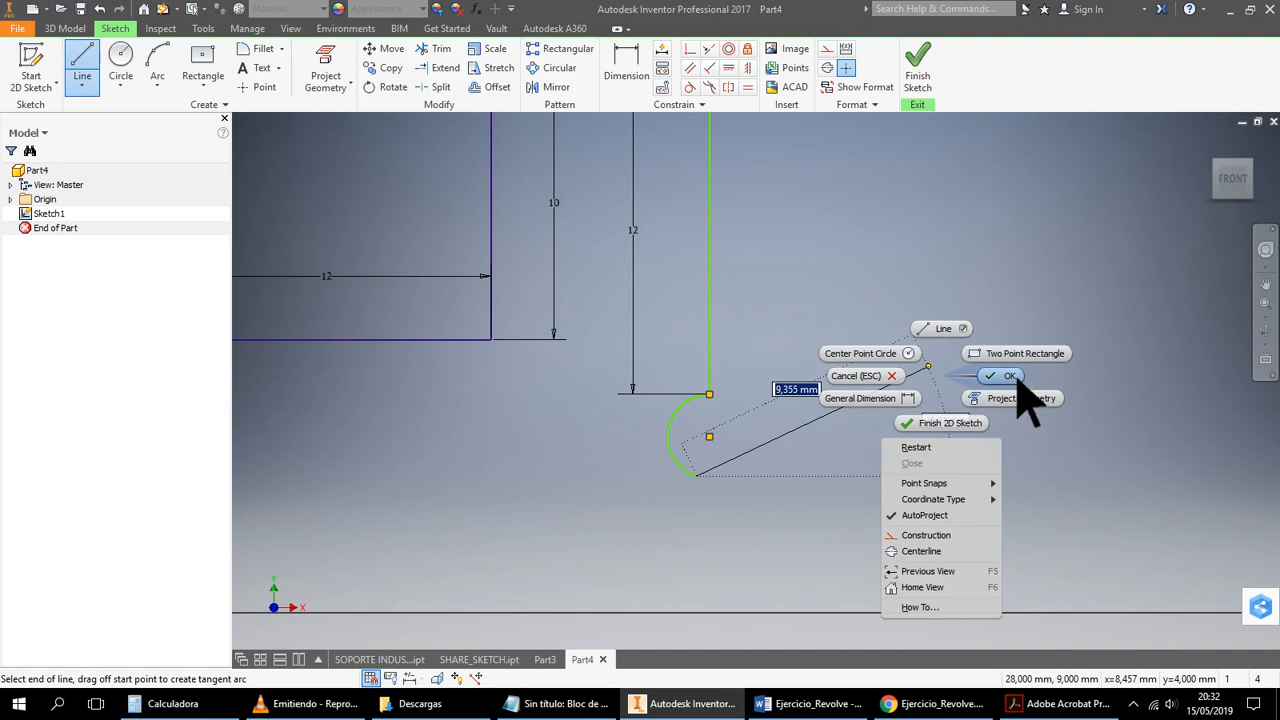 Material
Appearance
Autodesk Inventor Professional 2017 Part4
Search Help & Commands...
Sign In
File 3D Model Sketch Inspect Tools Manage View Environments BIM Get Started Vault Autodesk A360
Start
2D Sketch
Line
Circle
Arc
Rectangle
Fillet
Text
Point
Project
Geometry
Move
Copy
Rotate
Trim
Extend
Split
Scale
Stretch
Offset
Rectangular
Circular
Mirror
Dimension
Image
Points
ACAD
Show Format
Finish
Sketch
Sketch Create Modify Pattern Constrain Insert Format Exit
Model
Part4
View: Master
Origin
Sketch1
End of Part
FRONT
10
12
12
9,355 mm
Line
Center Point Circle
Two Point Rectangle
Cancel (ESC)
OK
General Dimension
Finish 2D Sketch
Restart
Close
Point Snaps
Coordinate Type
AutoProject
Construction
Centerline
Previous View F5
Home View F6
How To...
Y
X
SOPORTE INDUS...ipt SHARE_SKETCH.ipt Part3 Part4
Select end of line, drag off start point to create tangent arc
28,000 mm, 9,000 mm x=8,457 mm y=4,000 mm 1 4
Calculadora
Emitiendo - Repro...
Descargas
Sin título: Bloc de ...
Autodesk Inventor...
Ejercicio_Revolve - ...
Ejercicio_Revolve....
Adobe Acrobat Pro...
20:32
15/05/2019